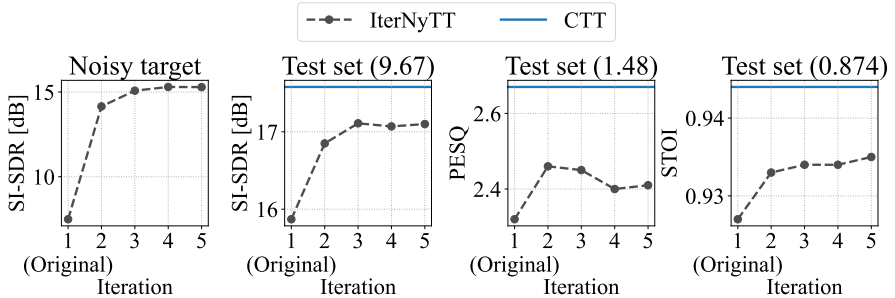 IterNyTT CTT
Noisy target
SI-SDR [dB]
15
10
1 2 3 4 5
(Original)
Iteration
Test set (9.67)
SI-SDR [dB]
17
16
1 2 3 4 5
(Original)
Iteration
Test set (1.48)
PESQ
2.6
2.4
1 2 3 4 5
(Original)
Iteration
Test set (0.874)
STOI
0.94
0.93
1 2 3 4 5
(Original)
Iteration